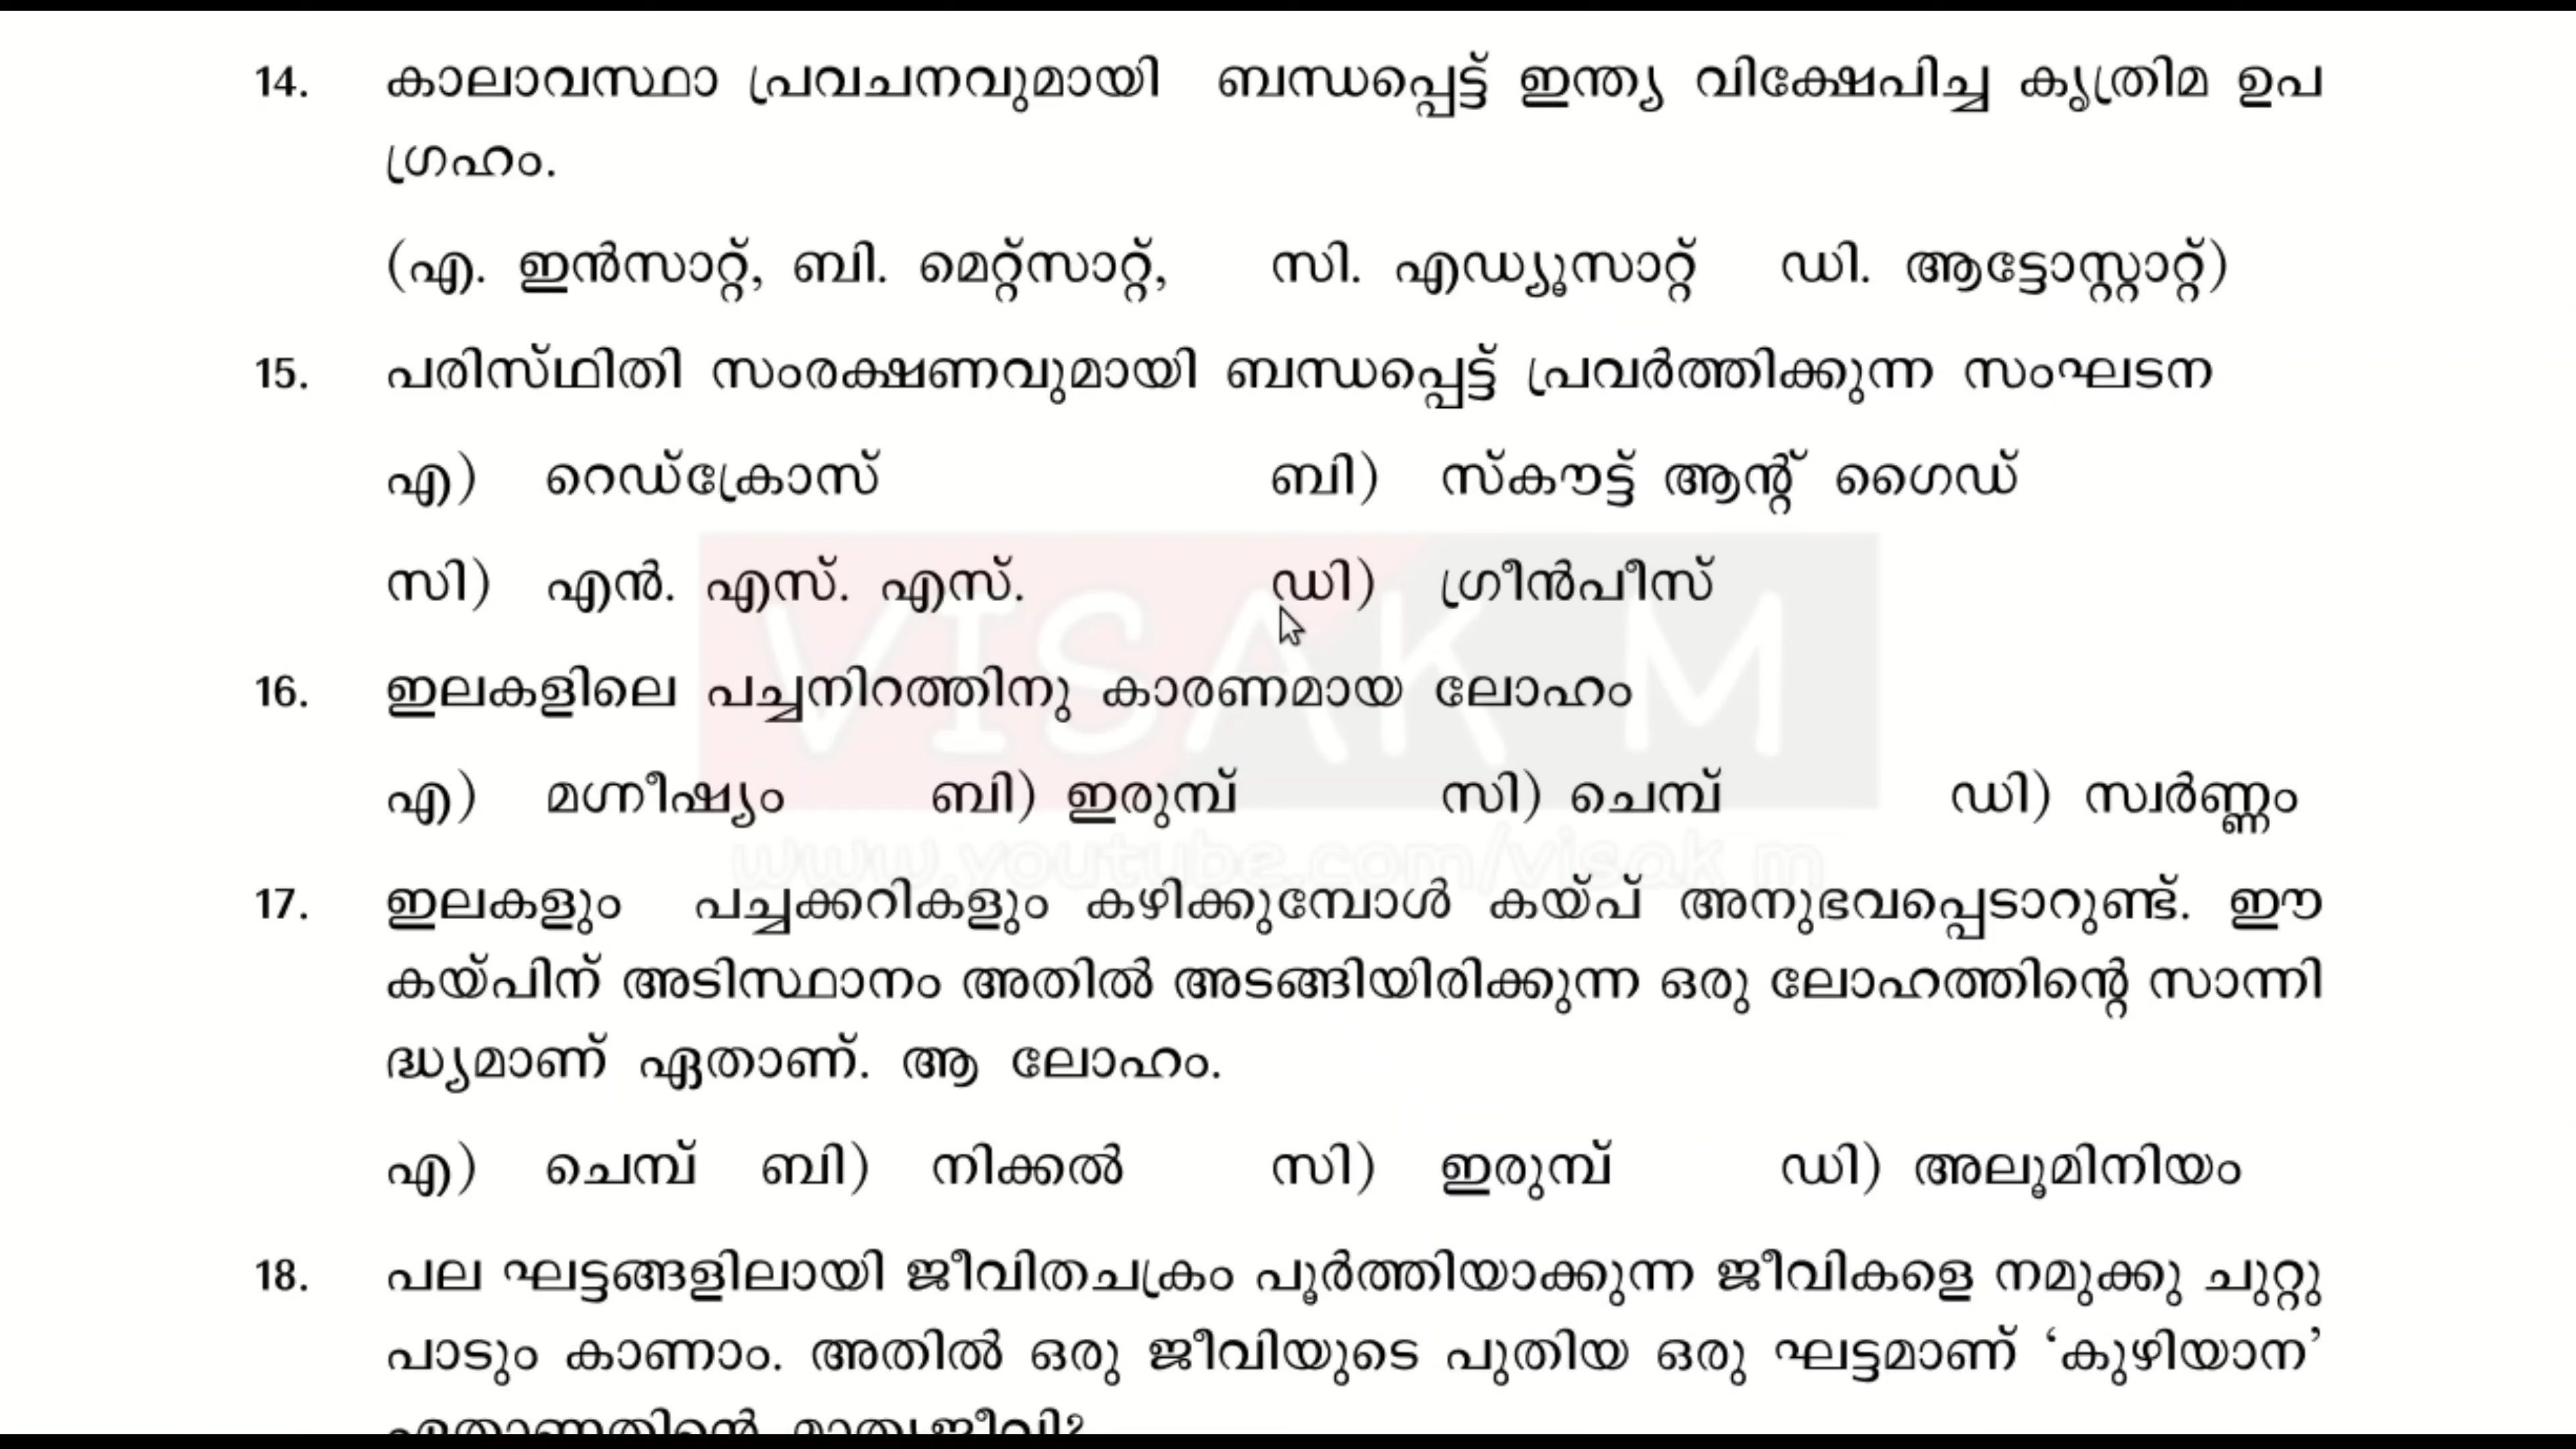 14. കാലാവസ്ഥാ പ്രവചനവുമായി ബന്ധപ്പെട്ട് ഇന്ത്യ വിക്ഷേപിച്ച കൃത്രിമ ഉപ
ഗ്രഹം.
(എ. ഇൻസാറ്റ്, ബി. മെറ്റ്സാറ്റ്, സി. എഡ്യൂസാറ്റ് ഡി. ആട്ടോസ്റ്റാറ്റ്)
15. പരിസ്ഥിതി സംരക്ഷണവുമായി ബന്ധപ്പെട്ട് പ്രവർത്തിക്കുന്ന സംഘടന
എ) റെഡ്ക്രോസ് ബി) സ്കൗട്ട് ആന്റ് ഗൈഡ്
സി) എൻ. എസ്. എസ്. ഡി) ഗ്രീൻപീസ്
VISAK M
16. ഇലകളിലെ പച്ചനിറത്തിനു കാരണമായ ലോഹം
എ) മഗ്നീഷ്യം ബി) ഇരുമ്പ് സി) ചെമ്പ് ഡി) സ്വർണ്ണം
www.youtube.com/visak m
17. ഇലകളും പച്ചക്കറികളും കഴിക്കുമ്പോൾ കയ്പ് അനുഭവപ്പെടാറുണ്ട്. ഈ
കയ്പിന് അടിസ്ഥാനം അതിൽ അടങ്ങിയിരിക്കുന്ന ഒരു ലോഹത്തിന്റെ സാന്നി
ദ്ധ്യമാണ് ഏതാണ്. ആ ലോഹം.
എ) ചെമ്പ് ബി) നിക്കൽ സി) ഇരുമ്പ് ഡി) അലൂമിനിയം
18. പല ഘട്ടങ്ങളിലായി ജീവിതചക്രം പൂർത്തിയാക്കുന്ന ജീവികളെ നമുക്കു ചുറ്റു
പാടും കാണാം. അതിൽ ഒരു ജീവിയുടെ പുതിയ ഒരു ഘട്ടമാണ് ‘കുഴിയാന’